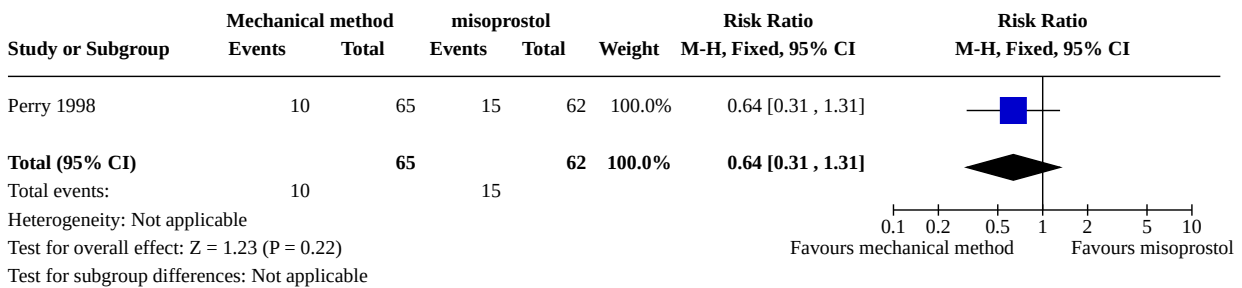 Mechanical method misoprostol Risk Ratio Risk Ratio
Study or Subgroup Events Total Events Total Weight M-H, Fixed, 95% CI M-H, Fixed, 95% CI
Perry 1998 10 65 15 62 100.0% 0.64 [0.31 , 1.31]
Total (95% CI) 65 62 100.0% 0.64 [0.31 , 1.31]
Total events: 10 15
Heterogeneity: Not applicable
Test for overall effect: Z = 1.23 (P = 0.22)
Test for subgroup differences: Not applicable
0.1 0.2 0.5 1 2 5 10
Favours mechanical method Favours misoprostol